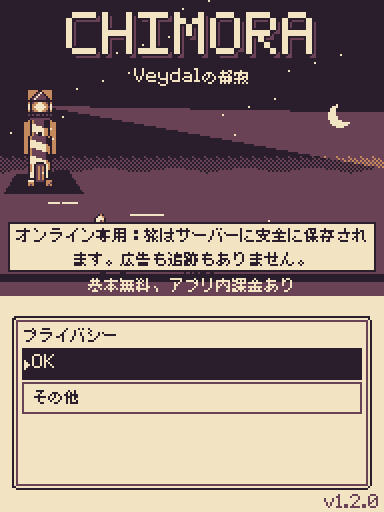 CHIMORA
Veydalの探索
オンライン専用：旅はサーバーに安全に保存され
ます。広告も追跡もありません。
基本無料、アプリ内課金あり
プライバシー
OK
その他
v1.2.0